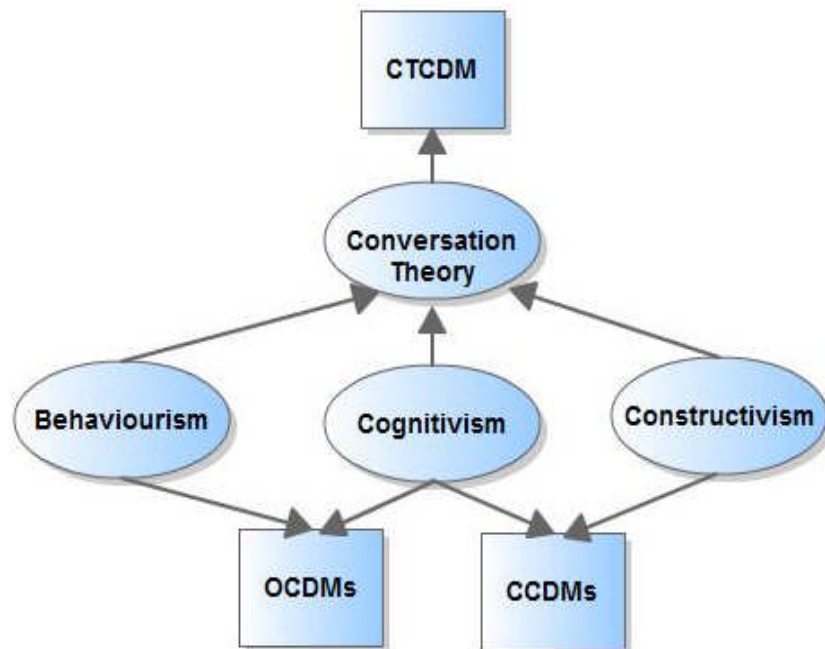 CTCDM
Conversation
Theory
Behaviourism
Cognitivism
Constructivism
OCDMs
CCDMs